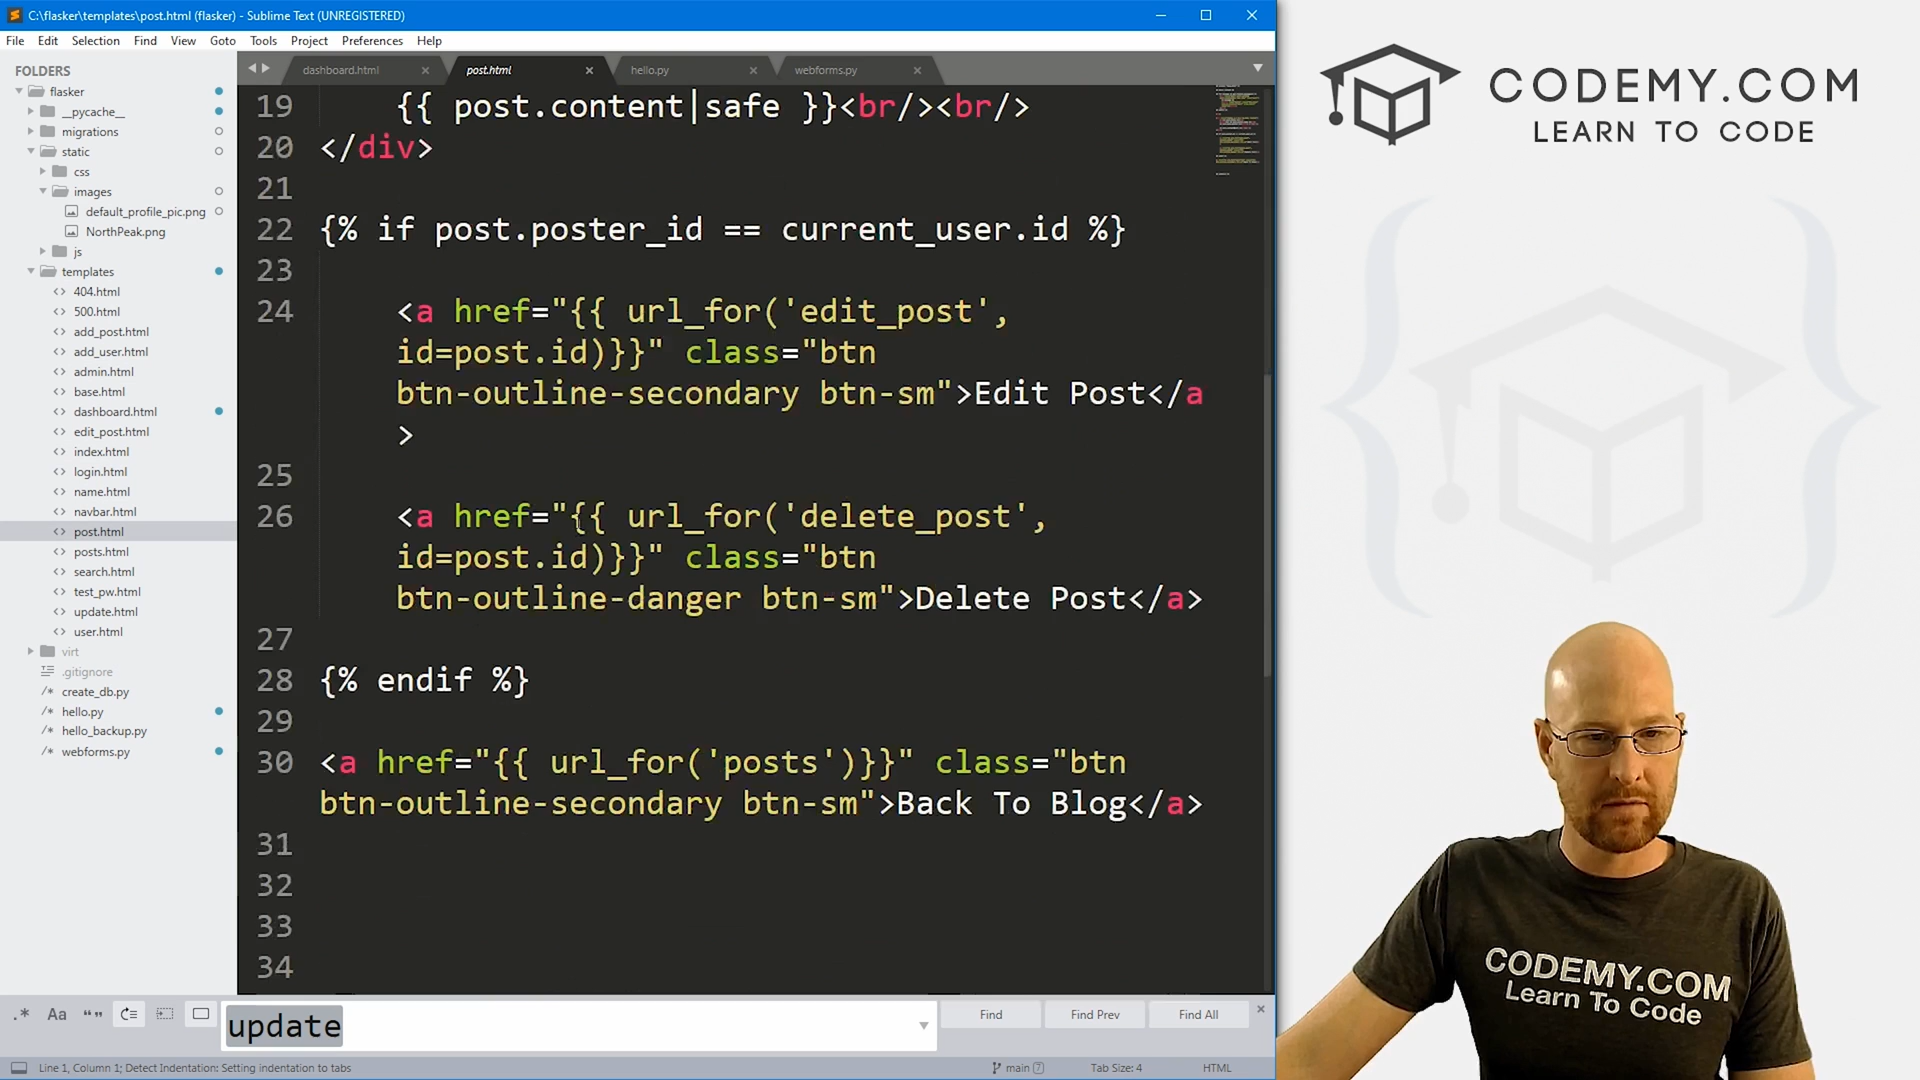 C:\flasker\templates\post.html (flasker) - Sublime Text (UNREGISTERED)
File Edit Selection Find View Goto Tools Project Preferences Help
FOLDERS
flasker
__pycache__
migrations
static
css
images
default_profile_pic.png
NorthPeak.png
js
templates
404.html
500.html
add_post.html
add_user.html
admin.html
base.html
dashboard.html
edit_post.html
index.html
login.html
name.html
navbar.html
post.html
posts.html
search.html
test_pw.html
update.html
user.html
virt
.gitignore
create_db.py
hello.py
hello_backup.py
webforms.py
dashboard.html post.html hello.py webforms.py
19 {{ post.content|safe }}<br/><br/>
20 </div>
21
22 {% if post.poster_id == current_user.id %}
23
24 <a href="{{ url_for('edit_post',
id=post.id)}}" class="btn
btn-outline-secondary btn-sm">Edit Post</a
>
25
26 <a href="{{ url_for('delete_post',
id=post.id)}}" class="btn
btn-outline-danger btn-sm">Delete Post</a>
27
28 {% endif %}
29
30 <a href="{{ url_for('posts')}}" class="btn
btn-outline-secondary btn-sm">Back To Blog</a>
31
32
33
34
.* Aa “” update Find Find Prev Find All
Line 1, Column 1; Detect Indentation: Setting indentation to tabs main 7 Tab Size: 4 HTML
CODEMY.COM
LEARN TO CODE
CODEMY.COM
Learn To Code